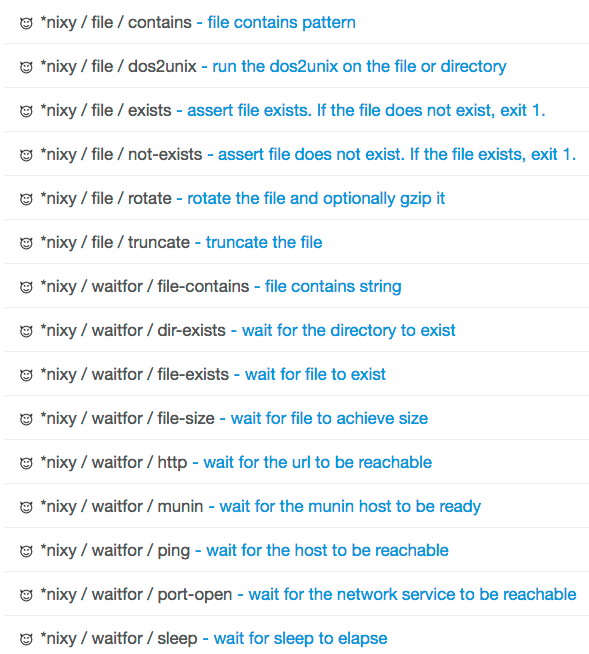 *nixy / file / contains - file contains pattern
*nixy / file / dos2unix - run the dos2unix on the file or directory
*nixy / file / exists - assert file exists. If the file does not exist, exit 1.
*nixy / file / not-exists - assert file does not exist. If the file exists, exit 1.
*nixy / file / rotate - rotate the file and optionally gzip it
*nixy / file / truncate - truncate the file
*nixy / waitfor / file-contains - file contains string
*nixy / waitfor / dir-exists - wait for the directory to exist
*nixy / waitfor / file-exists - wait for file to exist
*nixy / waitfor / file-size - wait for file to achieve size
*nixy / waitfor / http - wait for the url to be reachable
*nixy / waitfor / munin - wait for the munin host to be ready
*nixy / waitfor / ping - wait for the host to be reachable
*nixy / waitfor / port-open - wait for the network service to be reachable
*nixy / waitfor / sleep - wait for sleep to elapse